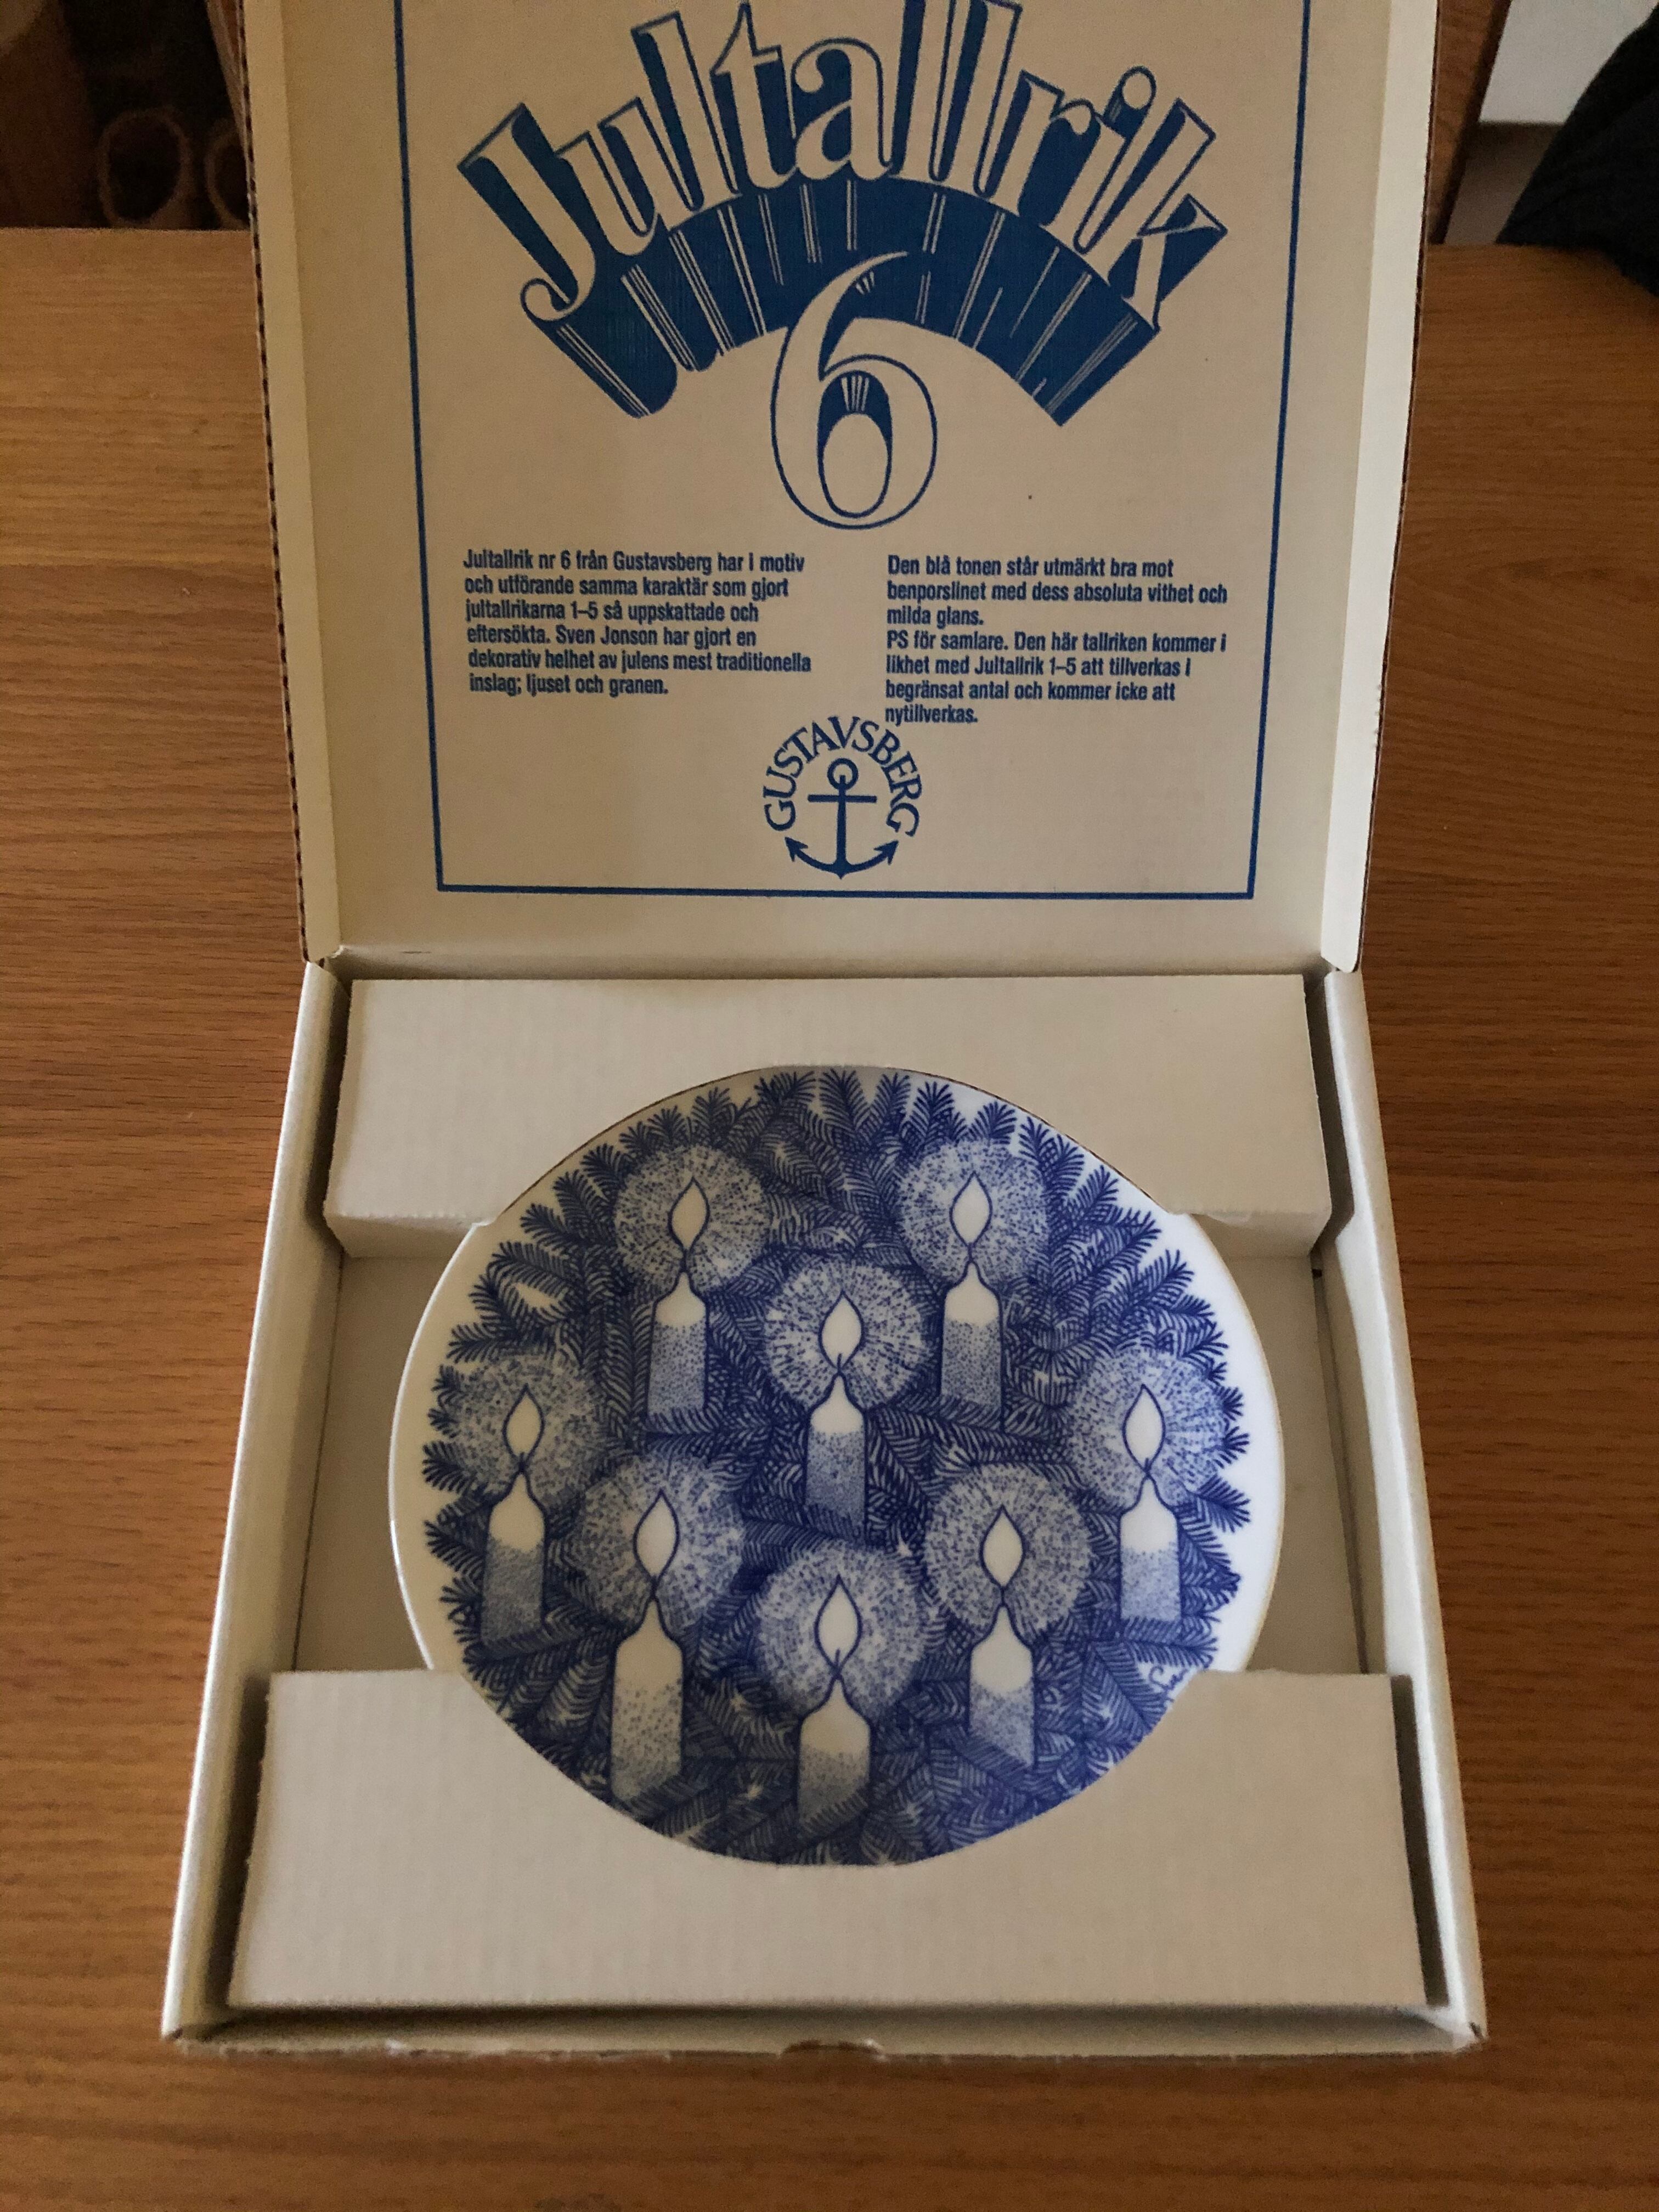 Jultallrik
6
Jultallrik nr 6 från Gustavsberg har i motiv
och utförande samma karaktär som gjort
jultallrikarna 1–5 så uppskattade och
eftersökta. Sven Jonson har gjort en
dekorativ helhet av julens mest traditionella
inslag; ljuset och granen.
Den blå tonen står utmärkt bra mot
benporslinet med dess absoluta vithet och
milda glans.
PS för samlare. Den här tallriken kommer i
likhet med Jultallrik 1–5 att tillverkas i
begränsat antal och kommer icke att
nytillverkas.
GUSTAVSBERG